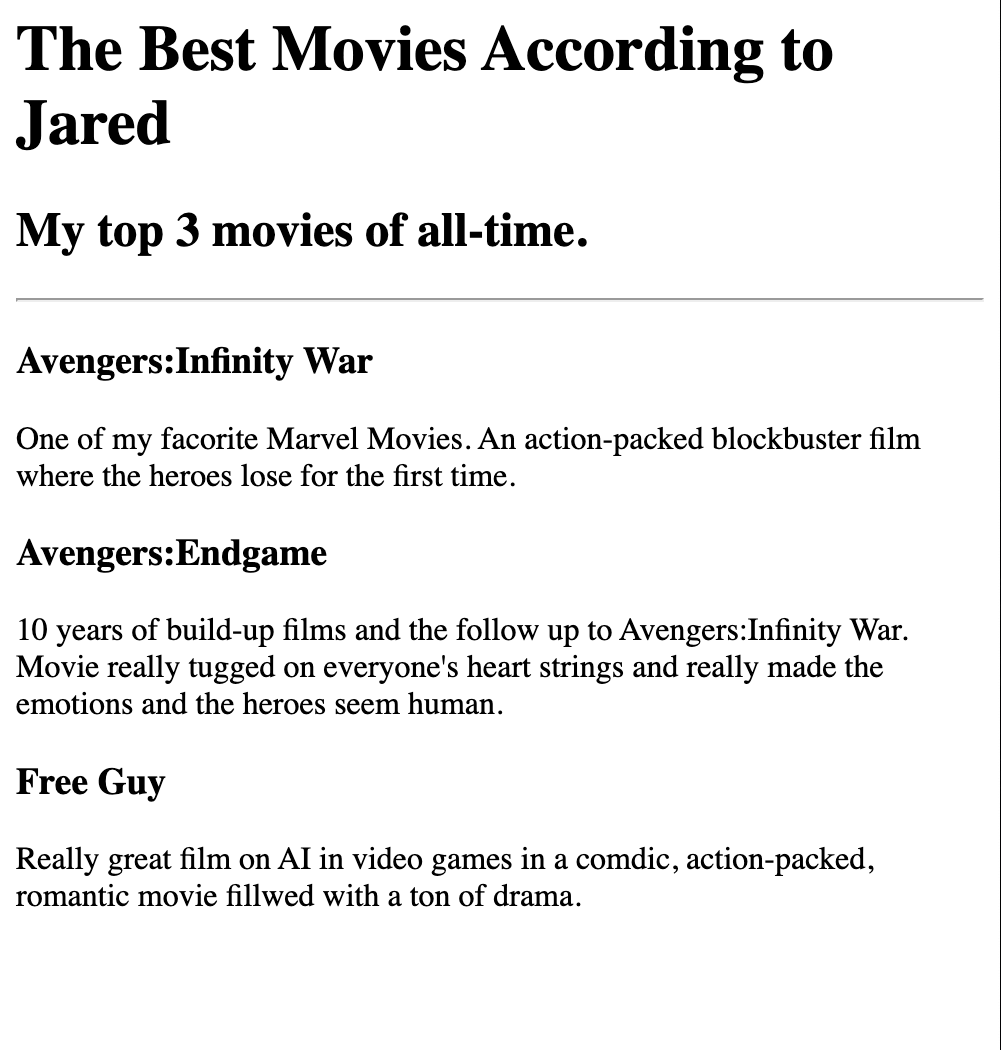 The Best Movies According to
Jared
My top 3 movies of all-time.
Avengers:Infinity War
One of my facorite Marvel Movies. An action-packed blockbuster film
where the heroes lose for the first time.
Avengers:Endgame
10 years of build-up films and the follow up to Avengers:Infinity War.
Movie really tugged on everyone's heart strings and really made the
emotions and the heroes seem human.
Free Guy
Really great film on AI in video games in a comdic, action-packed,
romantic movie fillwed with a ton of drama.